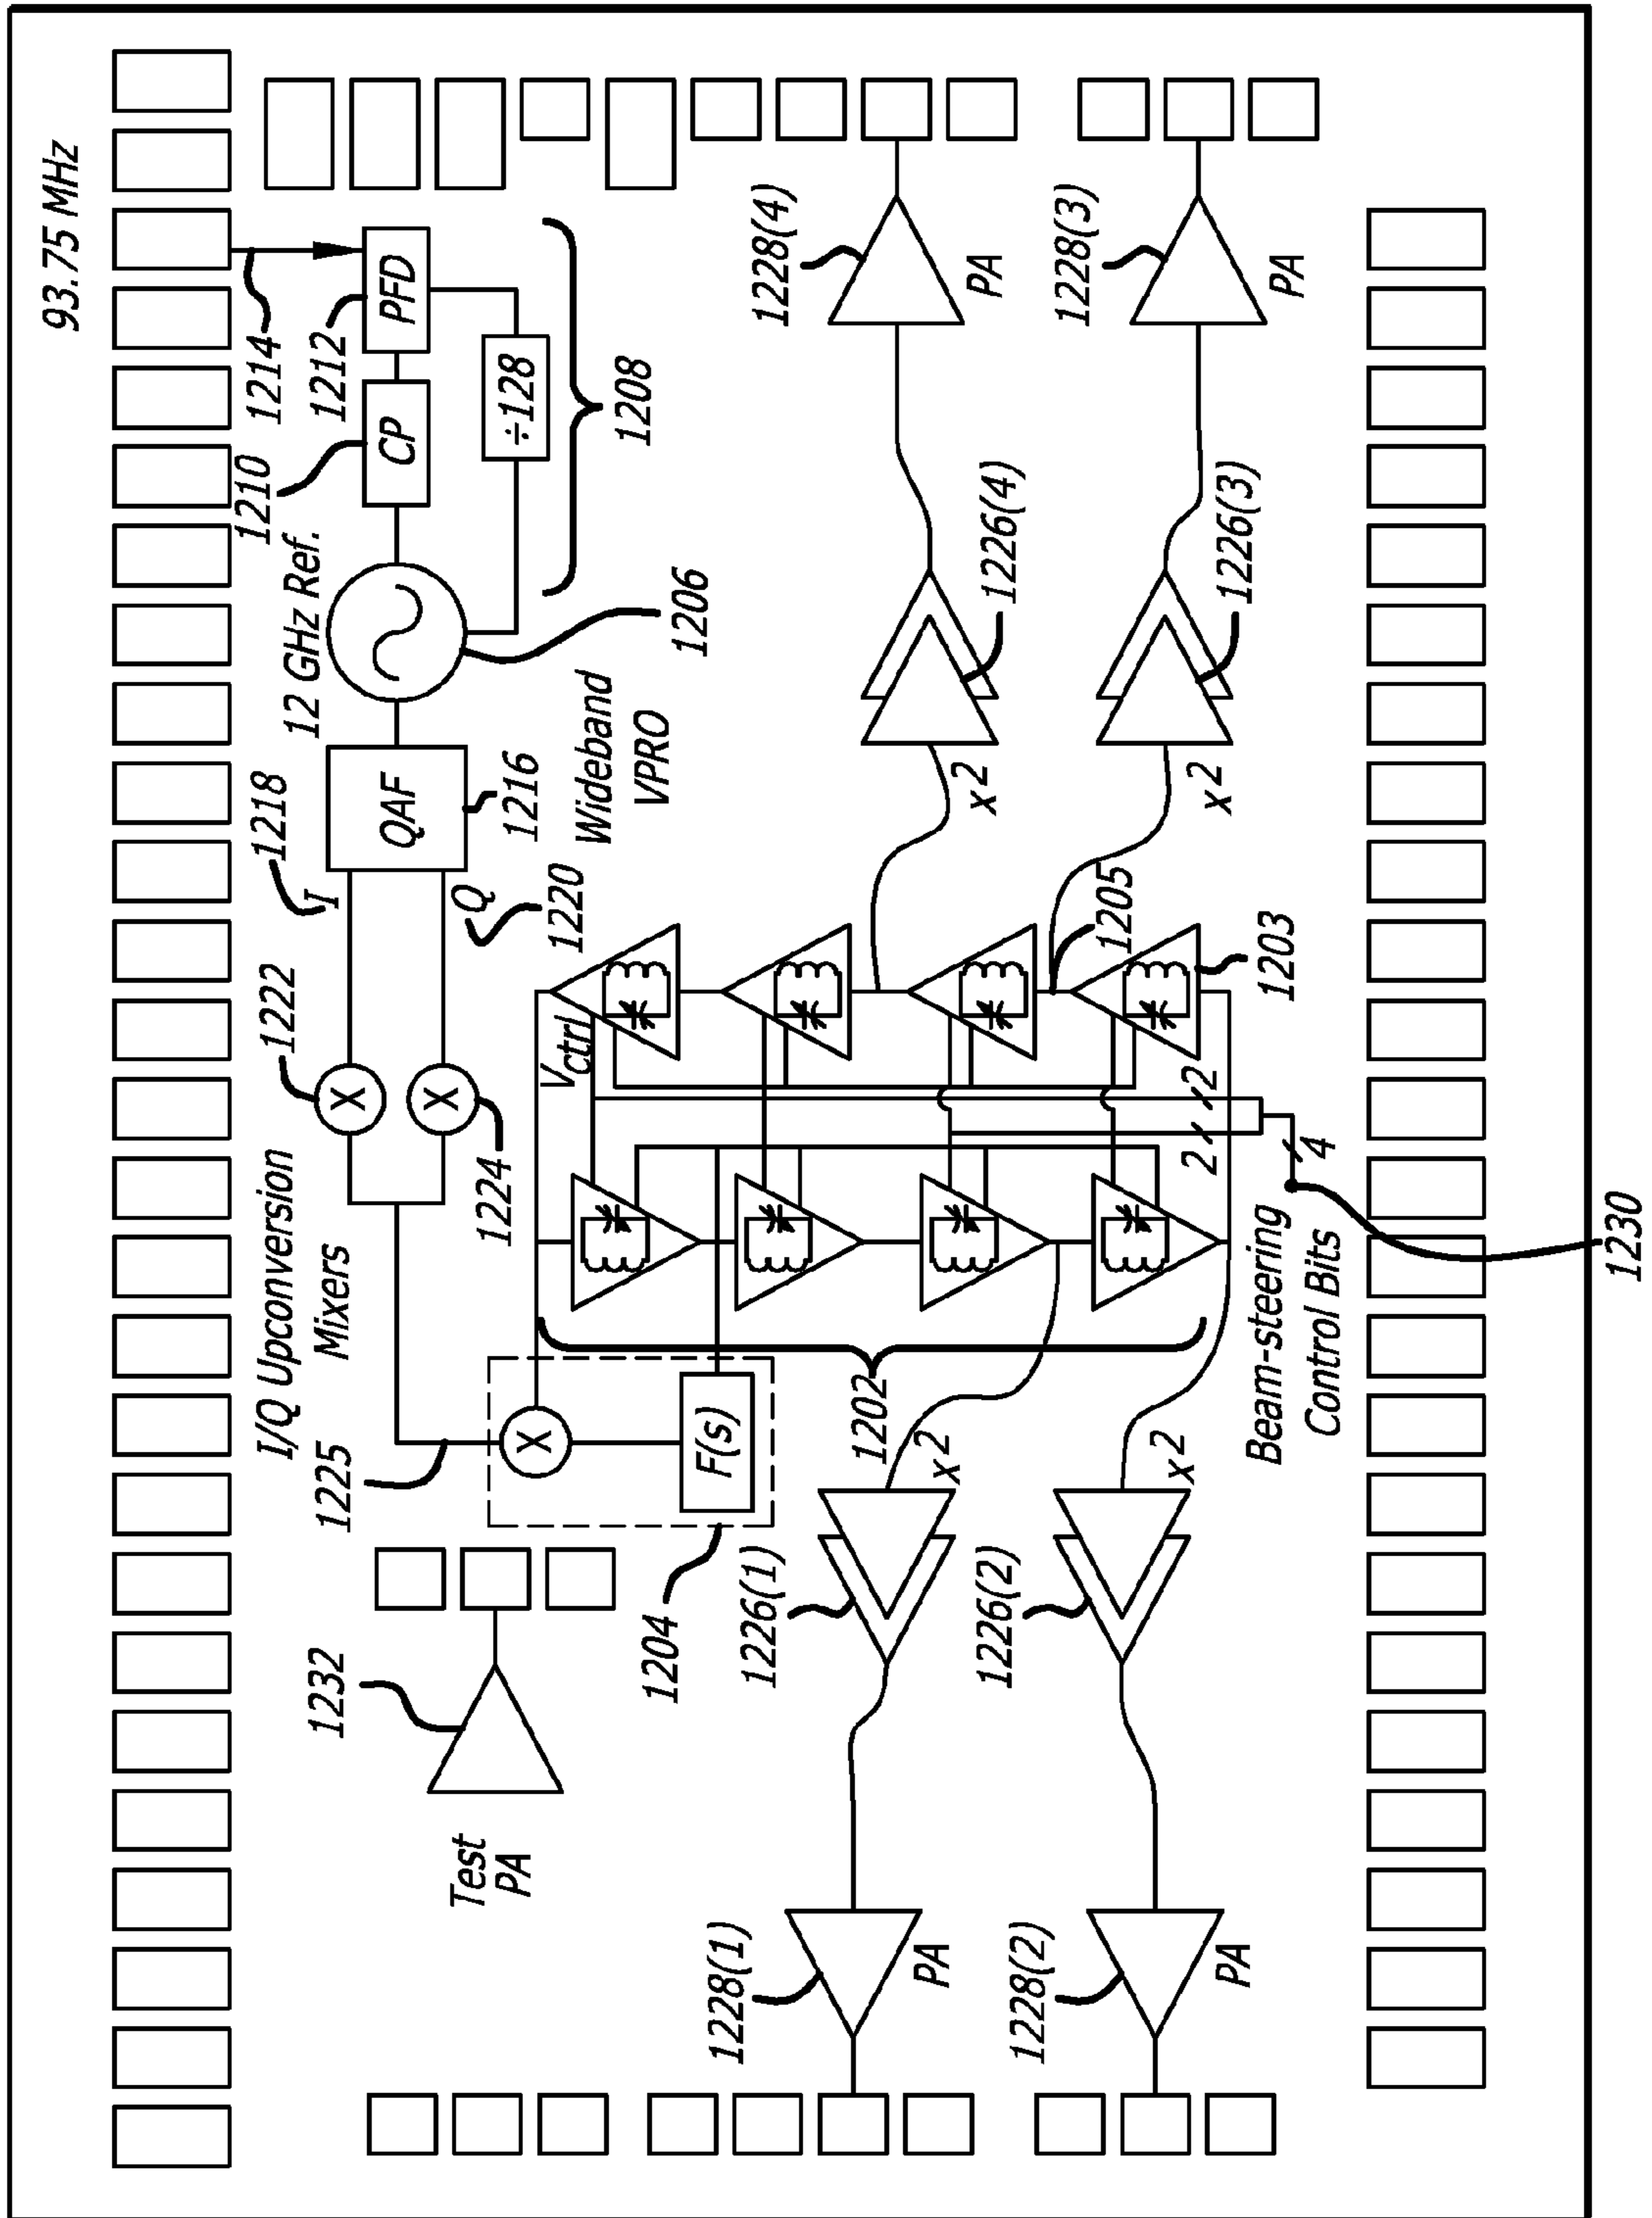 93.75 MHz
I/Q Upconversion
Mixers
1222
1218
1210
1214
1232
1225
I
12 GHz Ref.
1212
X
QAF
CP
PFD
X
Q
Test
PA
1224
1216
÷128
X
Vctrl
1220
Wideband
VPRO
1208
1204
1206
F(s)
1228(1)
1226(1)
1228(4)
1202
PA
x2
x2
PA
1226(2)
1226(4)
1228(2)
1228(3)
1205
x2
2
2
x2
PA
1226(3)
Beam-steering
Control Bits
1203
PA
4
1230